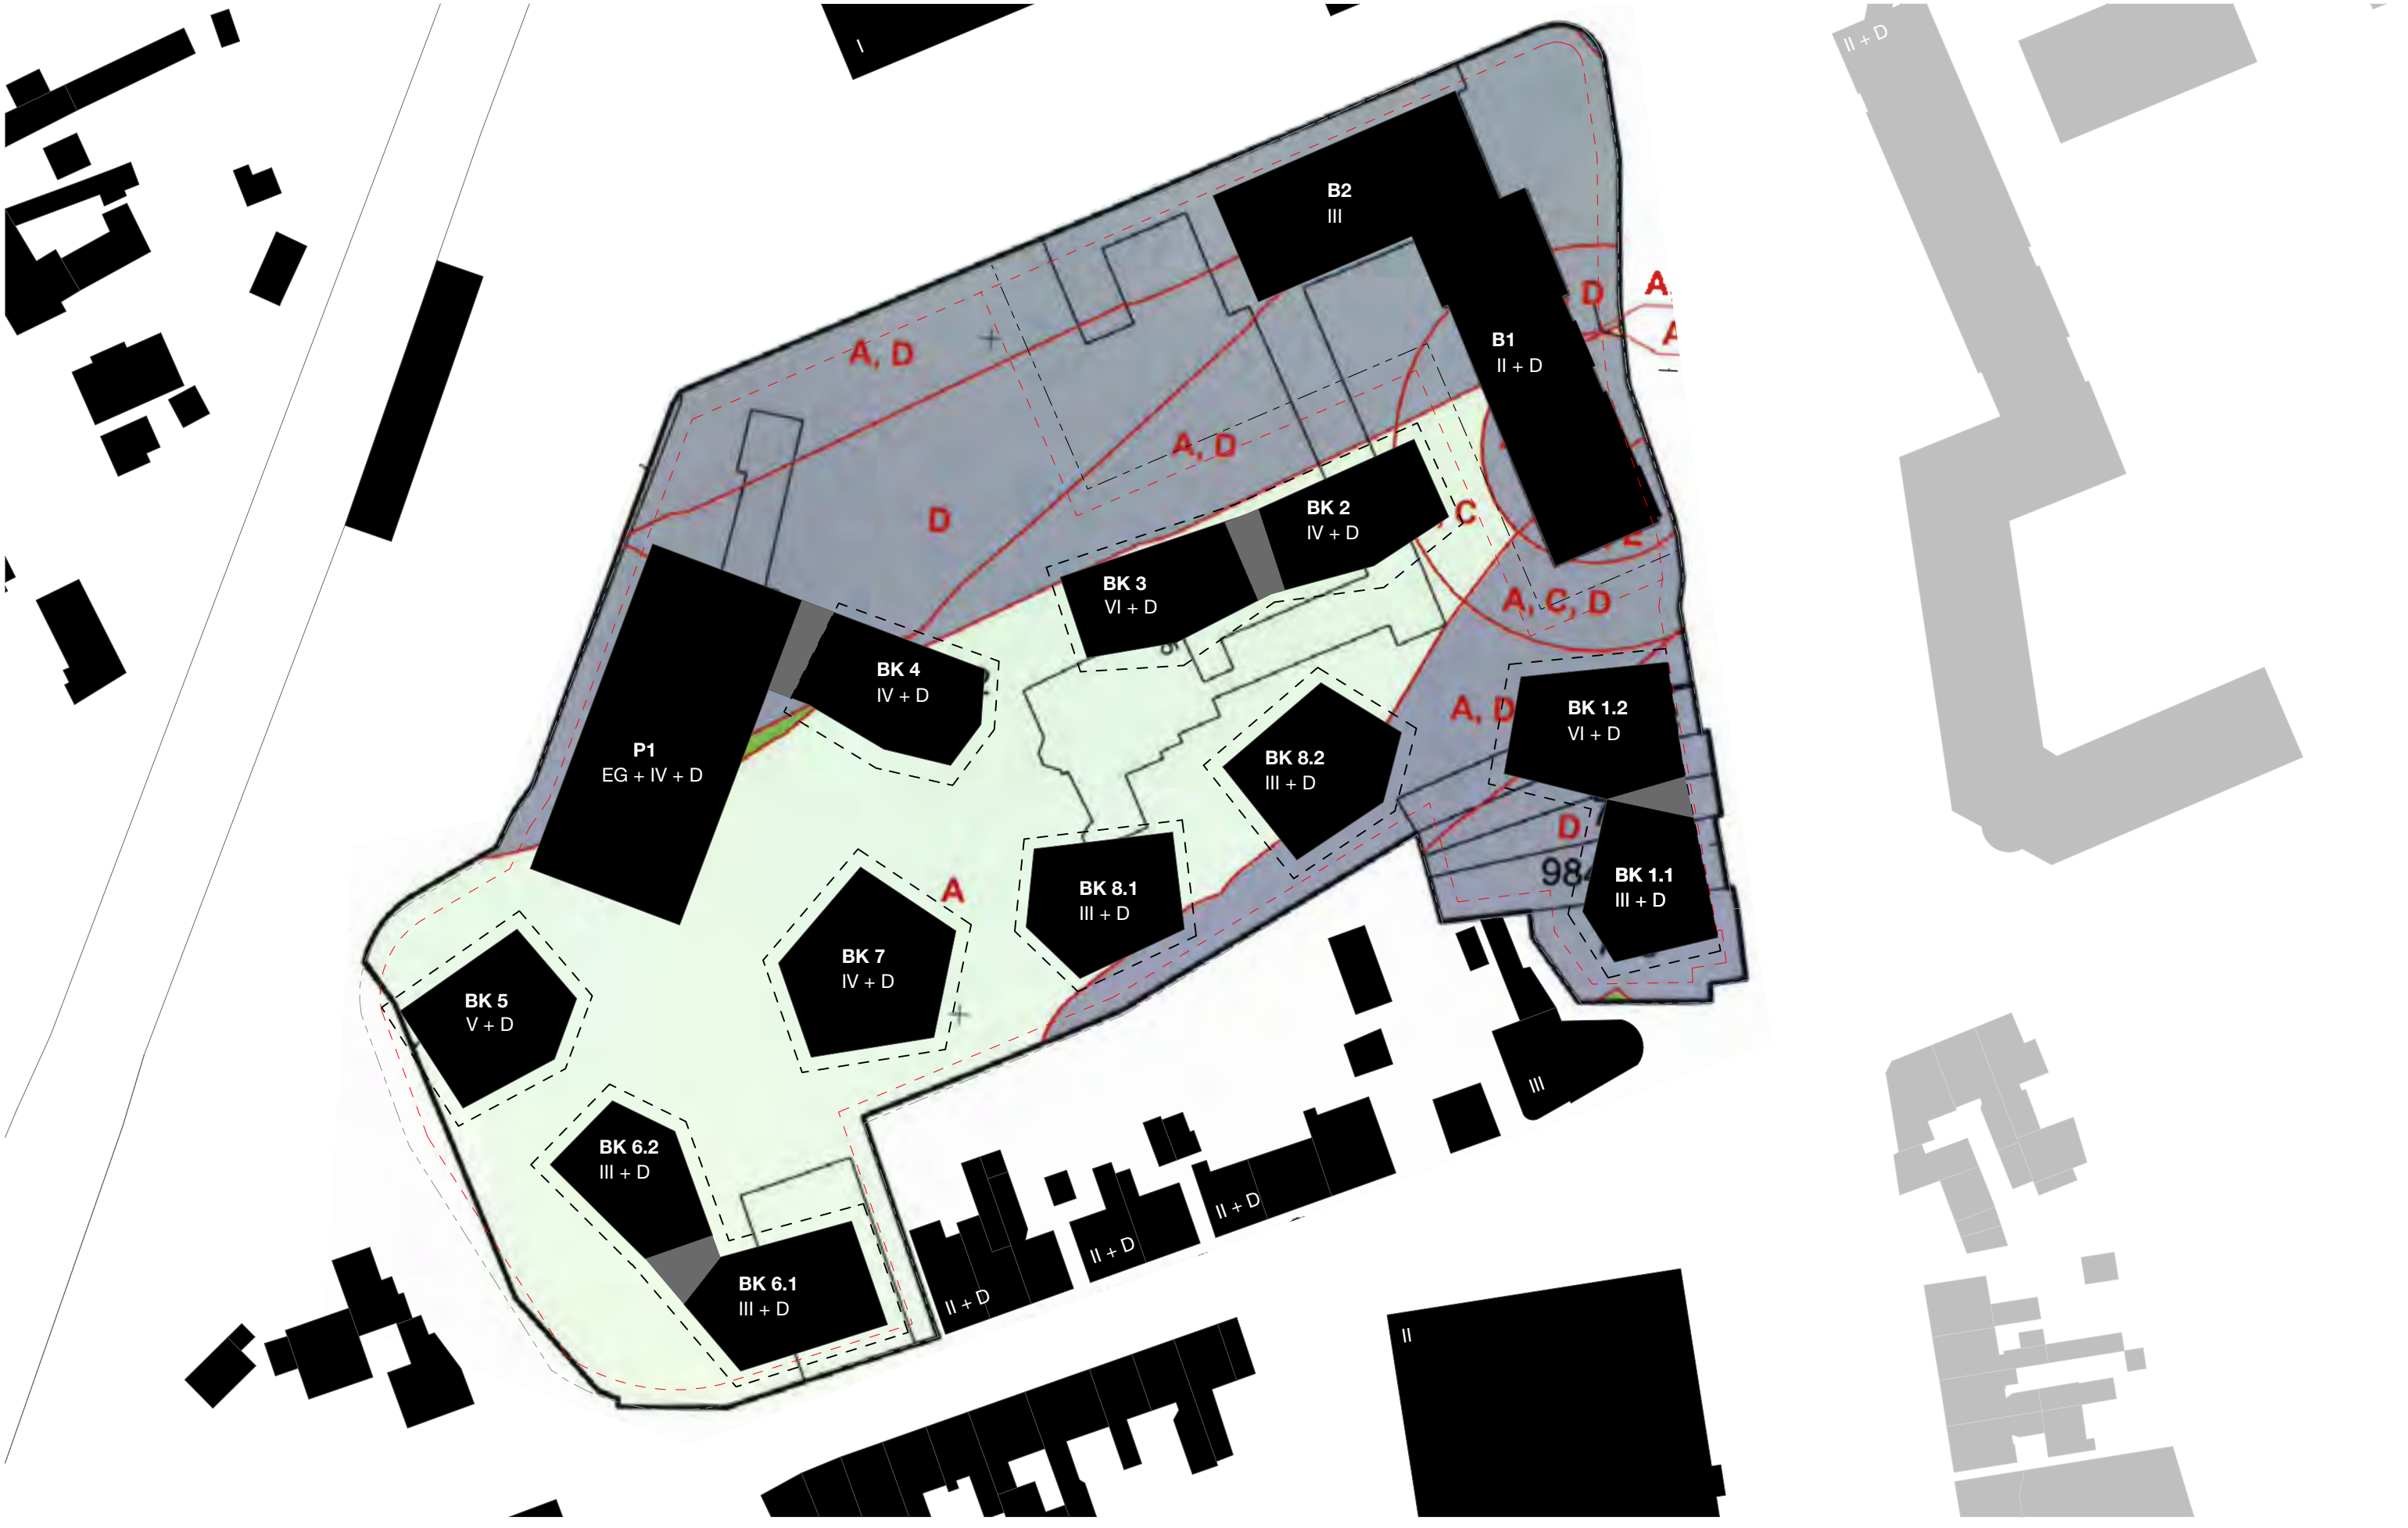 I
II + D
B2
III
D
A,
A
B1
II + D
A, D
A, D
D
BK 2
IV + D
C
E
BK 3
VI + D
A, C, D
BK 4
IV + D
A, D
BK 1.2
VI + D
P1
EG + IV + D
BK 8.2
III + D
D
984
A
BK 8.1
III + D
BK 1.1
III + D
BK 7
IV + D
BK 5
V + D
III
BK 6.2
III + D
II + D
II + D
BK 6.1
III + D
II + D
II